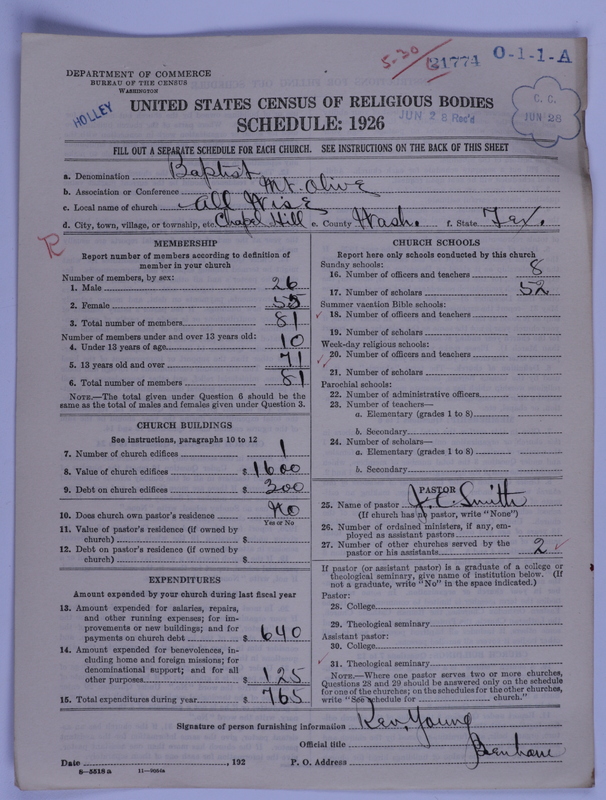 5-30
21774
O-1-1-A
DEPARTMENT OF COMMERCE
BUREAU OF THE CENSUS
WASHINGTON
HOLLEY
UNITED STATES CENSUS OF RELIGIOUS BODIES
SCHEDULE: 1926
JUN 28 Rec'd
C. C.
JUN 28
FILL OUT A SEPARATE SCHEDULE FOR EACH CHURCH. SEE INSTRUCTIONS ON THE BACK OF THIS SHEET
a. Denomination Baptist
b. Association or Conference Mt. Olive
c. Local name of church All Wise
d. City, town, village, or township, etc. Chapel Hill e. County Wash. f. State Tex.
R
MEMBERSHIP
Report number of members according to definition of
member in your church
Number of members, by sex:
1. Male 26
2. Female 55
3. Total number of members 81
Number of members under and over 13 years old:
4. Under 13 years of age 10
5. 13 years old and over 71
6. Total number of members 81
NOTE.—The total given under Question 6 should be the
same as the total of males and females given under Question 3.
CHURCH BUILDINGS
See instructions, paragraphs 10 to 12
7. Number of church edifices 1
8. Value of church edifices $ 1600
9. Debt on church edifices $ 300
10. Does church own pastor's residence No
Yes or No
11. Value of pastor's residence (if owned by
church) $
12. Debt on pastor's residence (if owned by
church) $
EXPENDITURES
Amount expended by your church during last fiscal year
13. Amount expended for salaries, repairs,
and other running expenses; for im-
provements or new buildings; and for
payments on church debt $ 640
14. Amount expended for benevolences, in-
cluding home and foreign missions; for
denominational support; and for all
other purposes $ 125
15. Total expenditures during year $ 765
CHURCH SCHOOLS
Report here only schools conducted by this church
Sunday schools:
16. Number of officers and teachers 8
17. Number of scholars 52
Summer vacation Bible schools:
18. Number of officers and teachers
19. Number of scholars
Week-day religious schools:
20. Number of officers and teachers
21. Number of scholars
Parochial schools:
22. Number of administrative officers
23. Number of teachers—
a. Elementary (grades 1 to 8)
b. Secondary
24. Number of scholars—
a. Elementary (grades 1 to 8)
b. Secondary
PASTOR
25. Name of pastor J. C. Smith
(If church has no pastor, write "None")
26. Number of ordained ministers, if any, em-
ployed as assistant pastors
27. Number of other churches served by the
pastor or his assistants 2
If pastor (or assistant pastor) is a graduate of a college or
theological seminary, give name of institution below. (If
not a graduate, write "No" in the space indicated.)
Pastor:
28. College
29. Theological seminary
Assistant pastor:
30. College
31. Theological seminary
NOTE.—Where one pastor serves two or more churches,
Questions 28 and 29 should be answered only on the schedule
for one of the churches; on the schedules for the other churches,
write "See schedule for church."
Signature of person furnishing information Rev. Young
Official title
Date , 192 P. O. Address Brenham
8-5518a 11-9054a